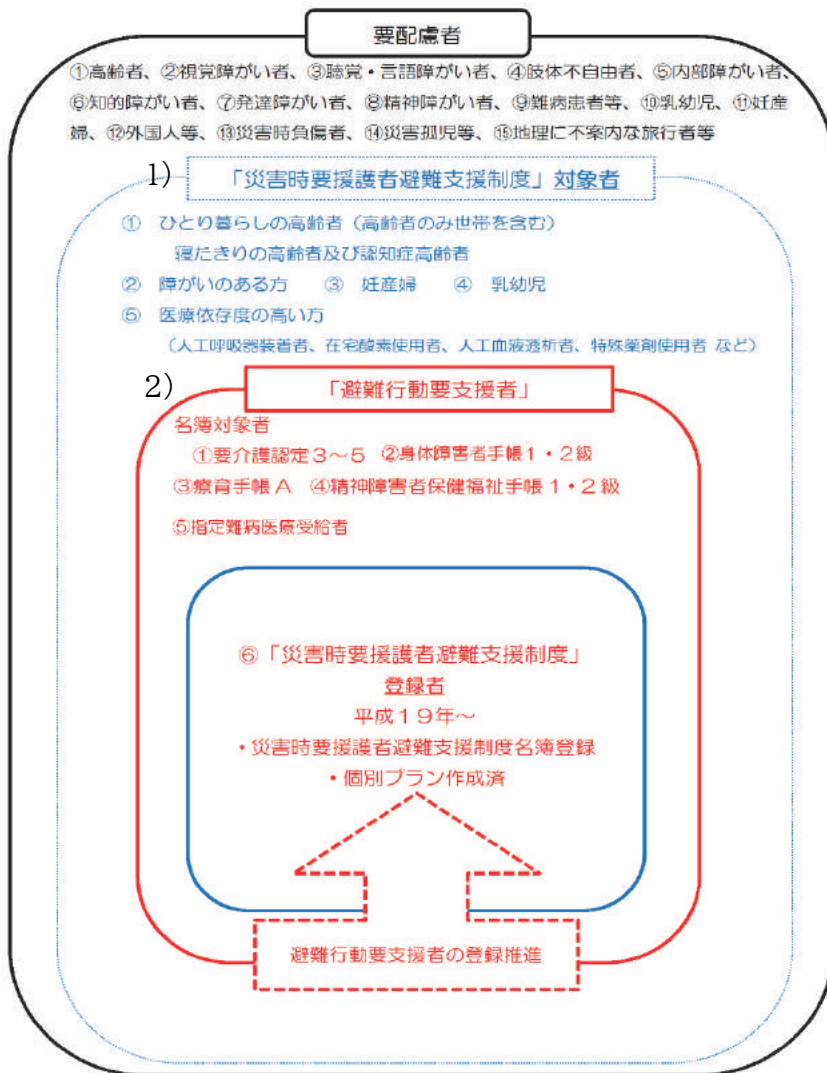 要配慮者
①高齢者、②視覚障がい者、③聴覚・言語障がい者、④肢体不自由者、⑤内部障がい者、
⑥知的障がい者、⑦発達障がい者、⑧精神障がい者、⑨難病患者等、⑩乳幼児、⑪妊産
婦、⑫外国人等、⑬災害時負傷者、⑭災害孤児等、⑮地理に不案内な旅行者等
1)
「災害時要援護者避難支援制度」対象者
① ひとり暮らしの高齢者（高齢者のみ世帯を含む）
寝たきりの高齢者及び認知症高齢者
② 障がいのある方 ③ 妊産婦 ④ 乳幼児
⑤ 医療依存度の高い方
（人工呼吸器装着者、在宅酸素使用者、人工血液透析者、特殊薬剤使用者 など）
2)
「避難行動要支援者」
名簿対象者
①要介護認定３～５ ②身体障害者手帳１・２級
③療育手帳Ａ ④精神障害者保健福祉手帳１・２級
⑤指定難病医療受給者
⑥「災害時要援護者避難支援制度」
登録者
平成１９年～
・災害時要援護者避難支援制度名簿登録
・個別プラン作成済
避難行動要支援者の登録推進